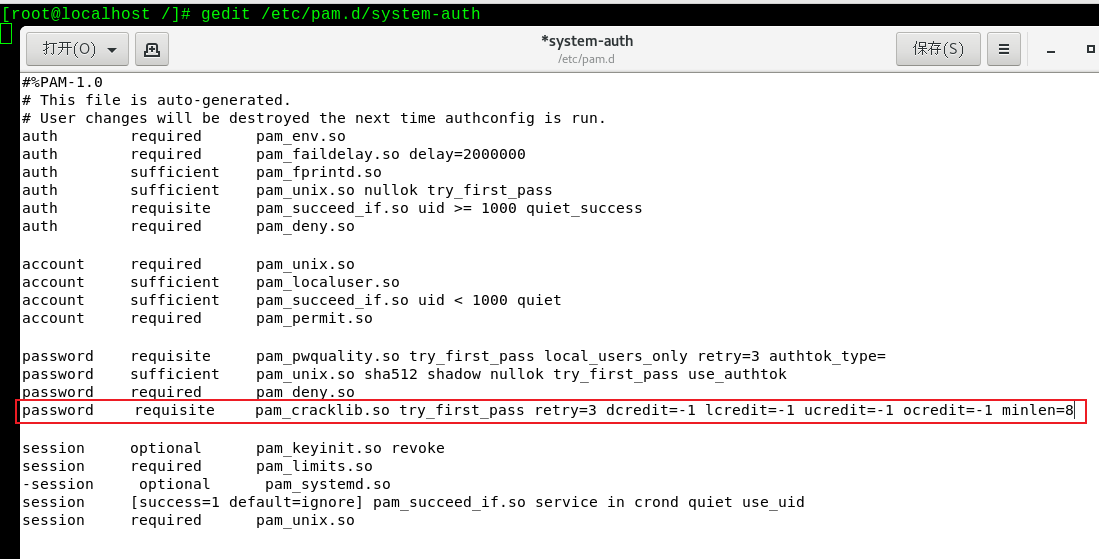 [root@localhost /]# gedit /etc/pam.d/system-auth
打开(O)
*system-auth
/etc/pam.d
保存(S)
#%PAM-1.0
# This file is auto-generated.
# User changes will be destroyed the next time authconfig is run.
auth        required      pam_env.so
auth        required      pam_faildelay.so delay=2000000
auth        sufficient    pam_fprintd.so
auth        sufficient    pam_unix.so nullok try_first_pass
auth        requisite     pam_succeed_if.so uid >= 1000 quiet_success
auth        required      pam_deny.so
account     required      pam_unix.so
account     sufficient    pam_localuser.so
account     sufficient    pam_succeed_if.so uid < 1000 quiet
account     required      pam_permit.so
password    requisite     pam_pwquality.so try_first_pass local_users_only retry=3 authtok_type=
password    sufficient    pam_unix.so sha512 shadow nullok try_first_pass use_authtok
password    required      pam_deny.so
password    requisite    pam_cracklib.so try_first_pass retry=3 dcredit=-1 lcredit=-1 ucredit=-1 ocredit=-1 minlen=8
session     optional      pam_keyinit.so revoke
session     required      pam_limits.so
-session     optional      pam_systemd.so
session     [success=1 default=ignore] pam_succeed_if.so service in crond quiet use_uid
session     required      pam_unix.so